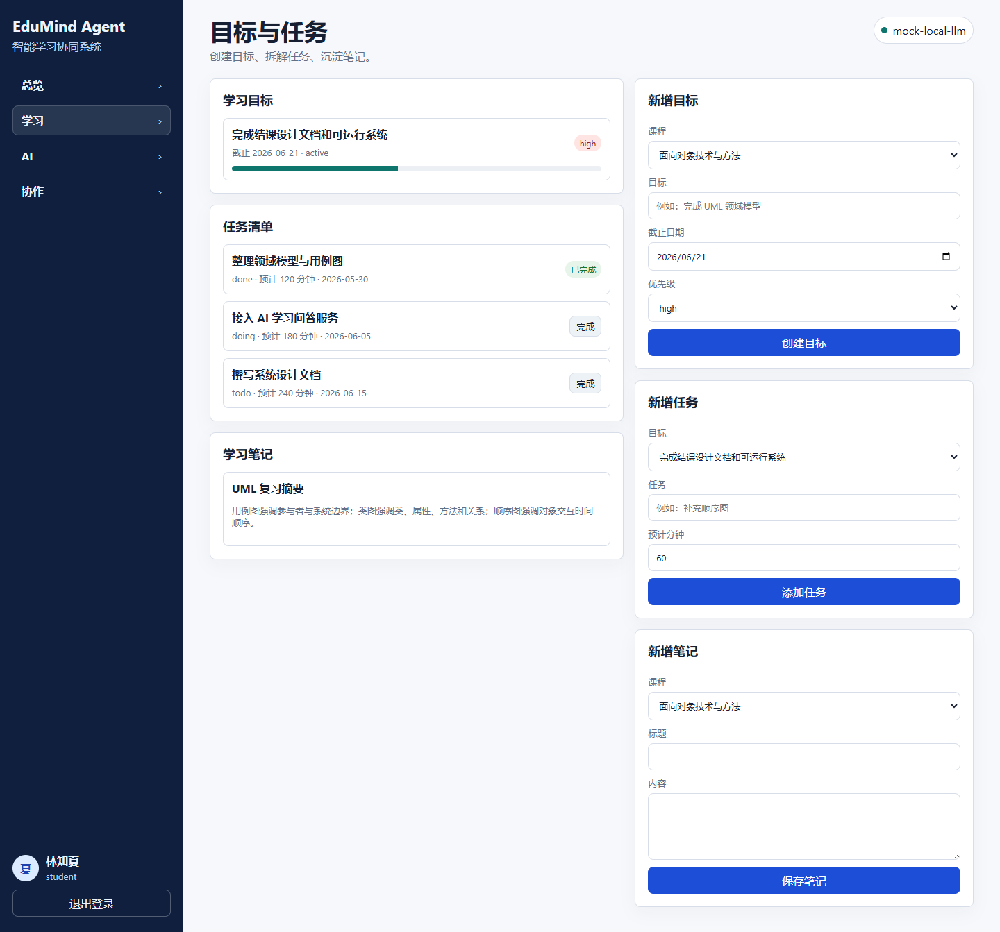 EduMind Agent
智能学习协同系统
总览 ›
学习 ›
AI ›
协作 ›
夏
林知夏
student
退出登录
目标与任务
创建目标、拆解任务、沉淀笔记。
mock-local-llm
学习目标
完成结课设计文档和可运行系统
截止 2026-06-21 · active
high
任务清单
整理领域模型与用例图
done · 预计 120 分钟 · 2026-05-30
已完成
接入 AI 学习问答服务
doing · 预计 180 分钟 · 2026-06-05
完成
撰写系统设计文档
todo · 预计 240 分钟 · 2026-06-15
完成
学习笔记
UML 复习摘要
用例图强调参与者与系统边界；类图强调类、属性、方法和关系；顺序图强调对象交互时间
顺序。
新增目标
课程
面向对象技术与方法
目标
例如：完成 UML 领域模型
截止日期
2026/06/21
优先级
high
创建目标
新增任务
目标
完成结课设计文档和可运行系统
任务
例如：补充顺序图
预计分钟
60
添加任务
新增笔记
课程
面向对象技术与方法
标题
内容
保存笔记